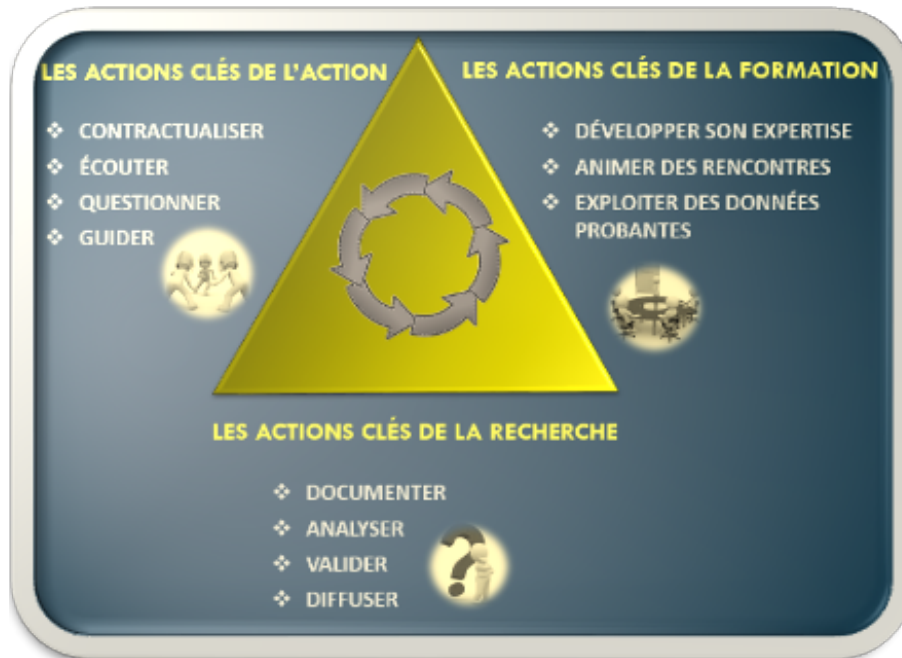 LES ACTIONS CLÉS DE L'ACTION
❖ CONTRACTUALISER
❖ ÉCOUTER
❖ QUESTIONNER
❖ GUIDER
LES ACTIONS CLÉS DE LA FORMATION
❖ DÉVELOPPER SON EXPERTISE
❖ ANIMER DES RENCONTRES
❖ EXPLOITER DES DONNÉES
PROBANTES
LES ACTIONS CLÉS DE LA RECHERCHE
❖ DOCUMENTER
❖ ANALYSER
❖ VALIDER
❖ DIFFUSER